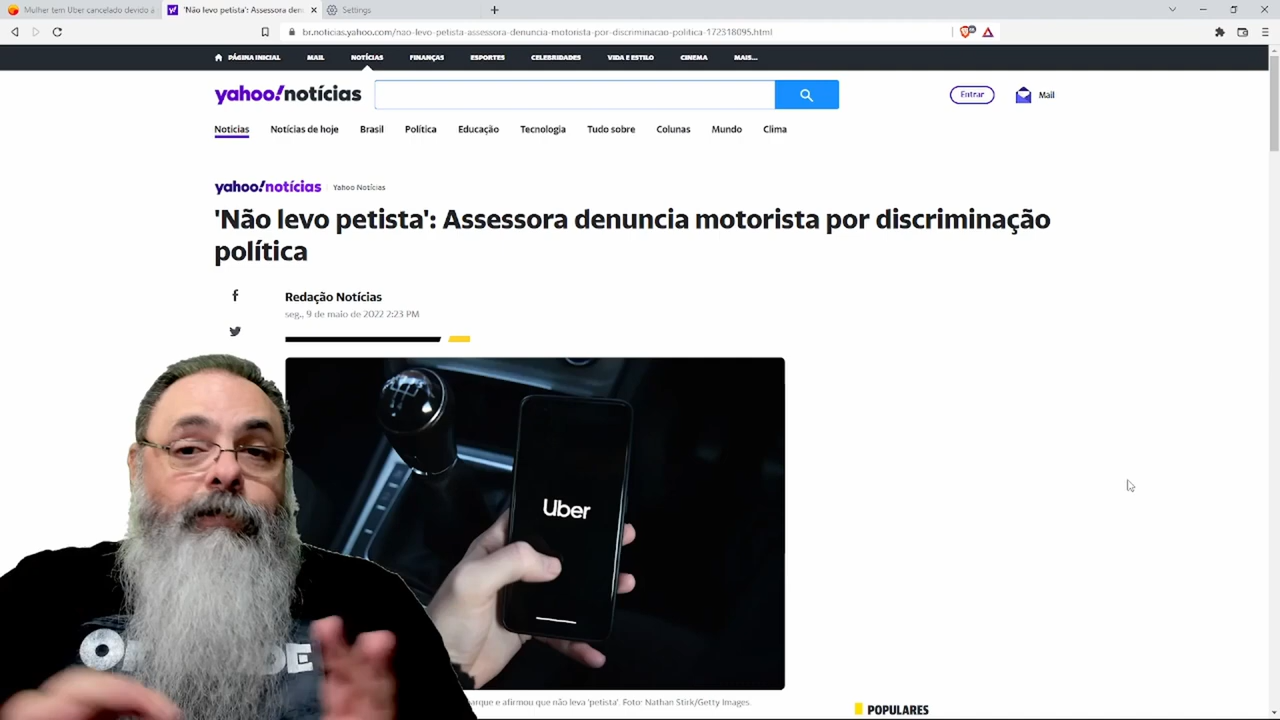 Mulher tem Uber cancelado devido à
'Não levo petista': Assessora den
Settings
br.noticias.yahoo.com/nao-levo-petista-assessora-denuncia-motorista-por-discriminacao-politica-172318095.html
PÁGINA INICIAL MAIL NOTÍCIAS FINANÇAS ESPORTES CELEBRIDADES VIDA E ESTILO CINEMA MAIS...
yahoo!notícias
Entrar
Mail
Notícias Notícias de hoje Brasil Política Educação Tecnologia Tudo sobre Colunas Mundo Clima
yahoo!notícias Yahoo Notícias
'Não levo petista': Assessora denuncia motorista por discriminação
política
Redação Notícias
seg., 9 de maio de 2022 2:23 PM
Uber
arque e afirmou que não leva 'petista'. Foto: Nathan Stirk/Getty Images.
POPULARES